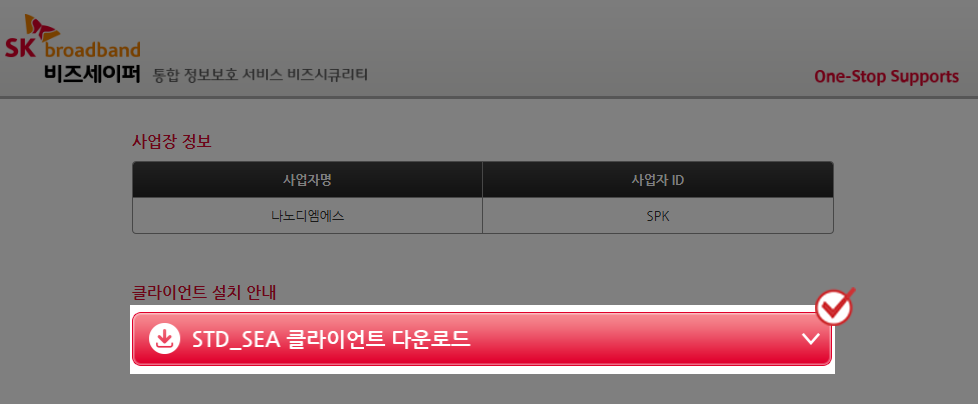 SK broadband
비즈세이퍼 통합 정보보호 서비스 비즈시큐리티
One-Stop Supports
사업장 정보
사업자명 사업자 ID
나노디엠에스 SPK
클라이언트 설치 안내
STD_SEA 클라이언트 다운로드